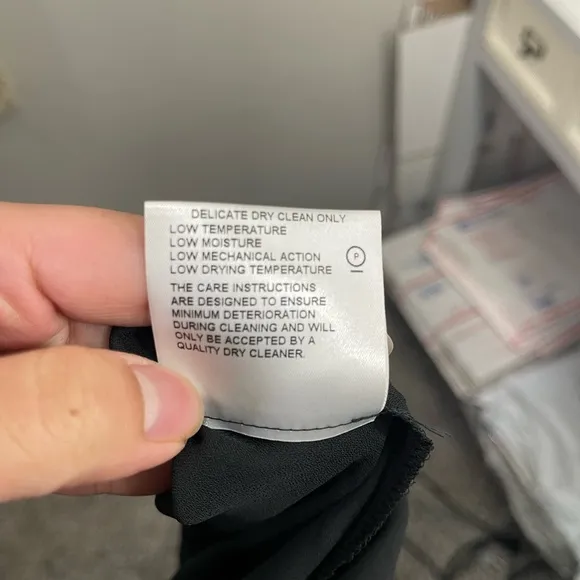 DELICATE DRY CLEAN ONLY
LOW TEMPERATURE
LOW MOISTURE
LOW MECHANICAL ACTION
LOW DRYING TEMPERATURE
P
THE CARE INSTRUCTIONS
ARE DESIGNED TO ENSURE
MINIMUM DETERIORATION
DURING CLEANING AND WILL
ONLY BE ACCEPTED BY A
QUALITY DRY CLEANER.